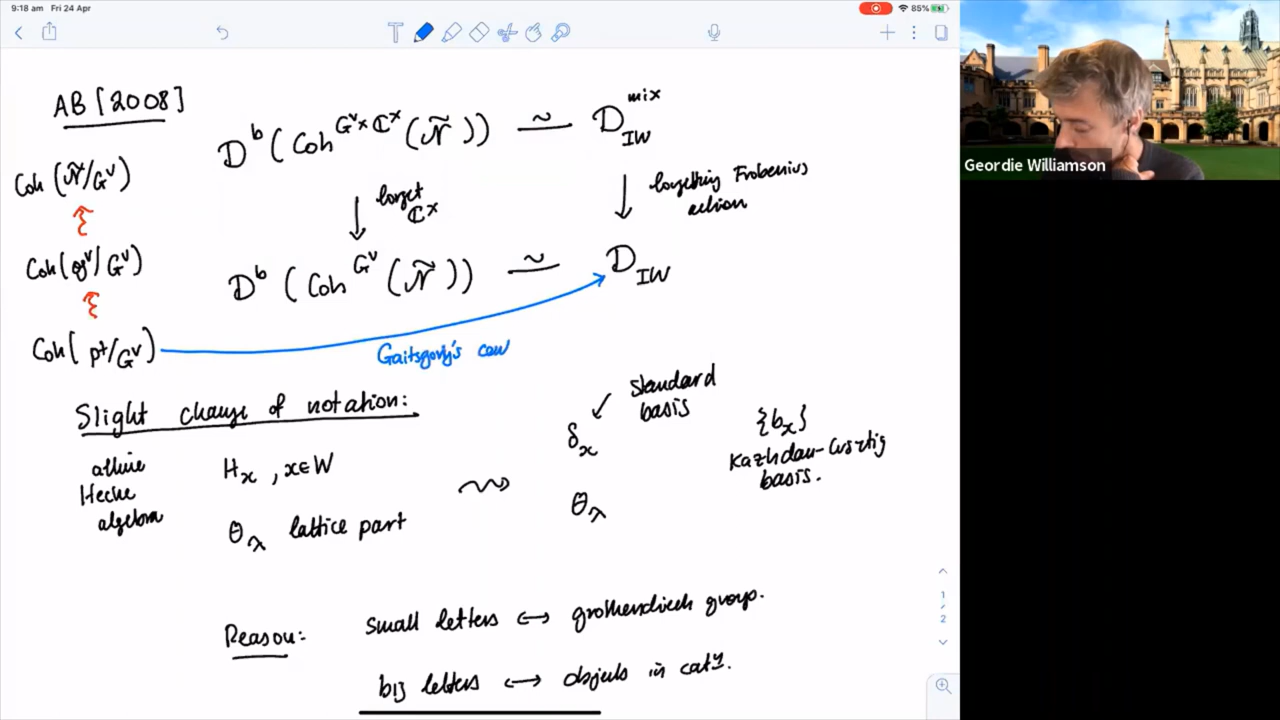 9:18 am Fri 24 Apr
85%
Geordie Williamson
AB [2008]
D^b(Coh^{G^∨×ℂ^×}(Ñ)) ≃ D_{IW}^{mix}
Coh(Ñ/G^∨)
forget ℂ^×
forgetting Frobenius
action
Coh(g^∨/G^∨)
D^b(Coh^{G^∨}(Ñ)) ≃ D_{IW}
Coh(pt/G^∨)
Gaitsgory's
Slight change of notation:
standard
basis
δ_x
{b_x}
Kazhdan-Lusztig
basis.
affine
Hecke
algebra
H_x, x∈W
θ_λ lattice part
θ_λ
Reason:
small letters ↔ grothendieck group.
big letters ↔ objects in cat^y.
1
/
2